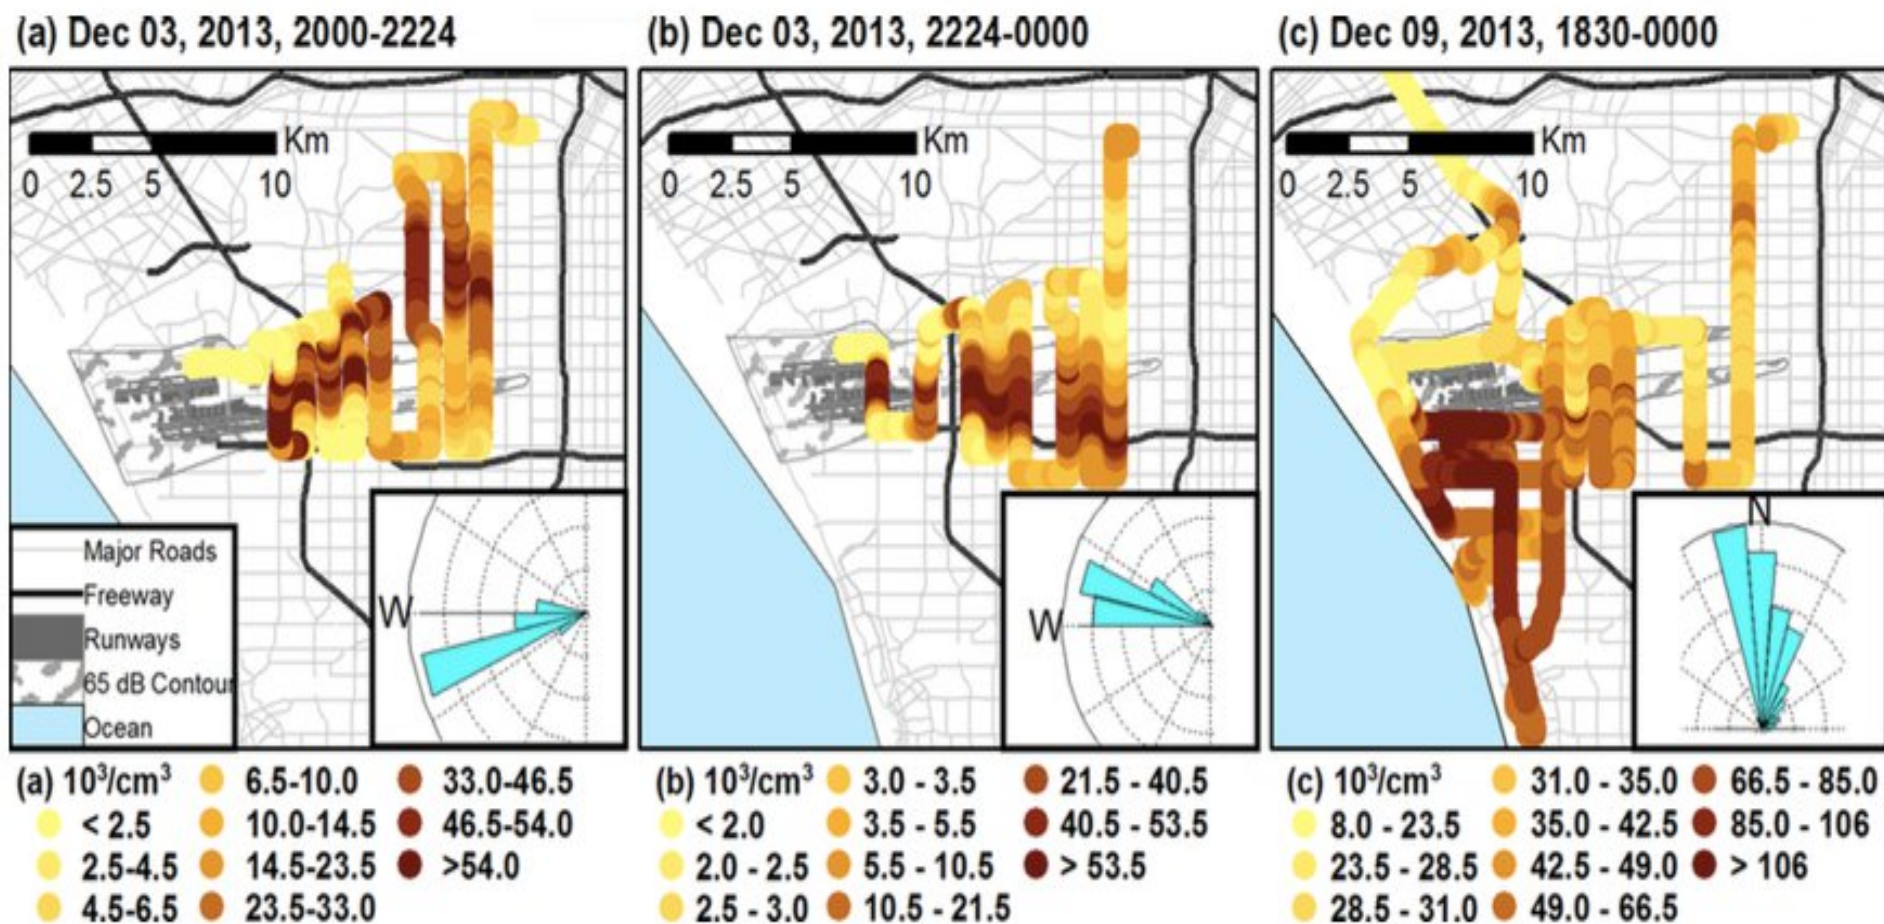 (a) Dec 03, 2013, 2000-2224
Km
0 2.5 5 10
W
Major Roads
Freeway
Runways
65 dB Contour
Ocean
(a) 10³/cm³
< 2.5
2.5-4.5
4.5-6.5
6.5-10.0
10.0-14.5
14.5-23.5
23.5-33.0
33.0-46.5
46.5-54.0
>54.0
(b) Dec 03, 2013, 2224-0000
Km
0 2.5 5 10
W
(b) 10³/cm³
< 2.0
2.0 - 2.5
2.5 - 3.0
3.0 - 3.5
3.5 - 5.5
5.5 - 10.5
10.5 - 21.5
21.5 - 40.5
40.5 - 53.5
> 53.5
(c) Dec 09, 2013, 1830-0000
Km
0 2.5 5 10
N
(c) 10³/cm³
8.0 - 23.5
23.5 - 28.5
28.5 - 31.0
31.0 - 35.0
35.0 - 42.5
42.5 - 49.0
49.0 - 66.5
66.5 - 85.0
85.0 - 106
> 106